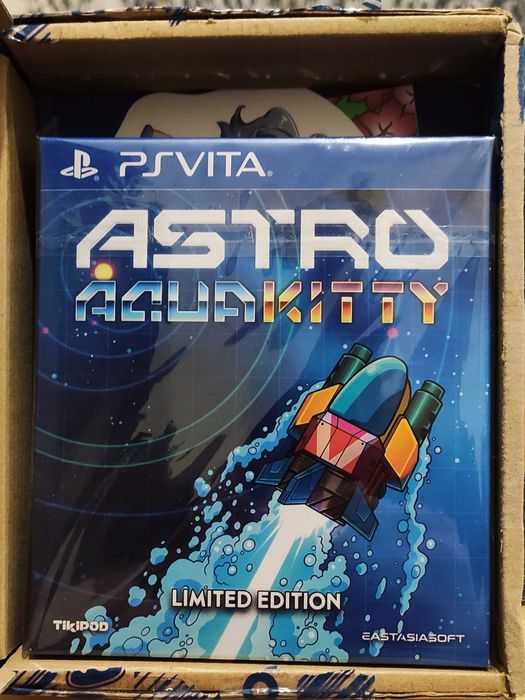 PSVITA
ASTRO
AQUAKITTY
LIMITED EDITION
TIKIPOD
EASTASIASOFT